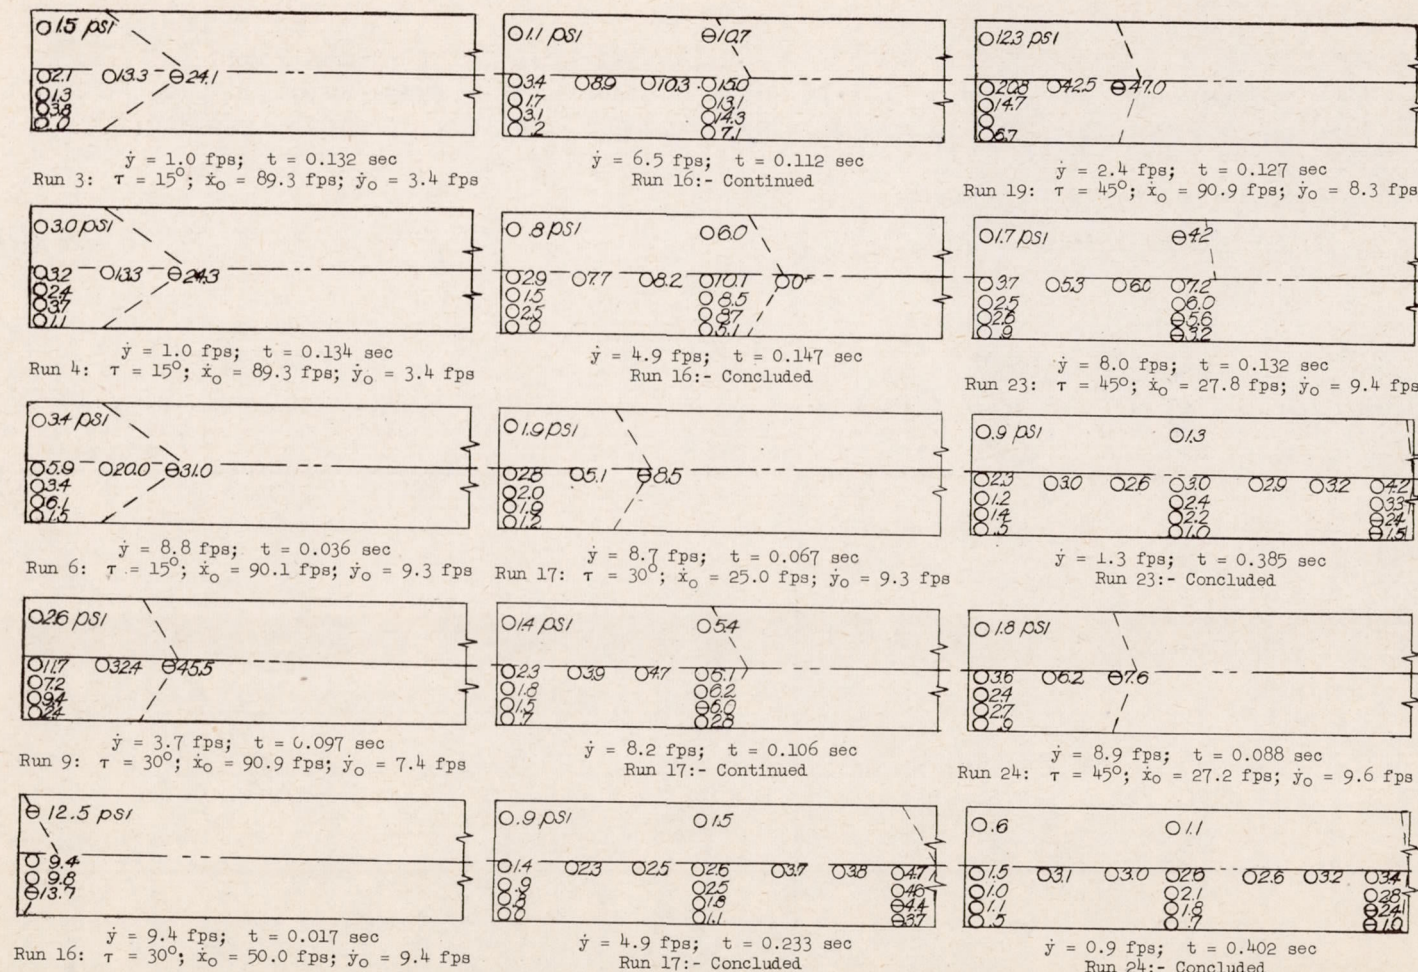 1.5 psi
2.1 13.3 24.1
1.3
3.8
.0
ẏ = 1.0 fps; t = 0.132 sec
Run 3: τ = 15°; ẋₒ = 89.3 fps; ẏₒ = 3.4 fps
3.0 psi
3.2 13.3 24.3
2.4
3.7
1.1
ẏ = 1.0 fps; t = 0.134 sec
Run 4: τ = 15°; ẋₒ = 89.3 fps; ẏₒ = 3.4 fps
3.4 psi
5.9 20.0 31.0
3.4
6.1
1.5
ẏ = 8.8 fps; t = 0.036 sec
Run 6: τ = 15°; ẋₒ = 90.1 fps; ẏₒ = 9.3 fps
2.6 psi
11.7 32.4 45.5
7.2
9.4
2.4
ẏ = 3.7 fps; t = 0.097 sec
Run 9: τ = 30°; ẋₒ = 90.9 fps; ẏₒ = 7.4 fps
12.5 psi
9.4
9.8
13.7
ẏ = 9.4 fps; t = 0.017 sec
Run 16: τ = 30°; ẋₒ = 50.0 fps; ẏₒ = 9.4 fps
1.1 psi 10.7
3.4 8.9 10.3 15.0
1.7 13.1
3.1 14.3
.2 7.1
ẏ = 6.5 fps; t = 0.112 sec
Run 16:- Continued
.8 psi 6.0
2.9 7.7 8.2 10.1 0
1.5 8.5
2.5 8.7
0 5.1
ẏ = 4.9 fps; t = 0.147 sec
Run 16:- Concluded
1.9 psi
2.8 5.1 8.5
2.0
1.9
1.2
ẏ = 8.7 fps; t = 0.067 sec
Run 17: τ = 30°; ẋₒ = 25.0 fps; ẏₒ = 9.3 fps
1.4 psi 5.4
2.3 3.9 4.7 5.1
1.8 6.2
1.5 6.0
.7 2.8
ẏ = 8.2 fps; t = 0.106 sec
Run 17:- Continued
.9 psi 1.5
1.4 2.3 2.5 2.6 3.7 3.8 4.7
.9 2.5 4.6
.3 1.8 4.4
.0 1.1 3.7
ẏ = 4.9 fps; t = 0.233 sec
Run 17:- Concluded
12.3 psi
20.8 42.5 47.0
14.7
6.7
ẏ = 2.4 fps; t = 0.127 sec
Run 19: τ = 45°; ẋₒ = 90.9 fps; ẏₒ = 8.3 fps
1.7 psi 4.2
3.7 5.3 6.0 7.2
2.5 6.0
2.6 5.6
.9 3.2
ẏ = 8.0 fps; t = 0.132 sec
Run 23: τ = 45°; ẋₒ = 27.8 fps; ẏₒ = 9.4 fps
.9 psi 1.3
2.3 3.0 2.6 3.0 2.9 3.2 4.2
1.2 2.4 3.3
1.4 2.2 2.4
.5 1.0 1.5
ẏ = 1.3 fps; t = 0.385 sec
Run 23:- Concluded
1.8 psi
3.6 6.2 7.6
2.4
2.7
.9
ẏ = 8.9 fps; t = 0.088 sec
Run 24: τ = 45°; ẋₒ = 27.2 fps; ẏₒ = 9.6 fps
.6 1.1
1.5 3.1 3.0 2.6 2.6 3.2 3.4
1.0 2.1 2.8
1.1 1.8 2.4
.5 .7 1.0
ẏ = 0.9 fps; t = 0.402 sec
Run 24:- Concluded